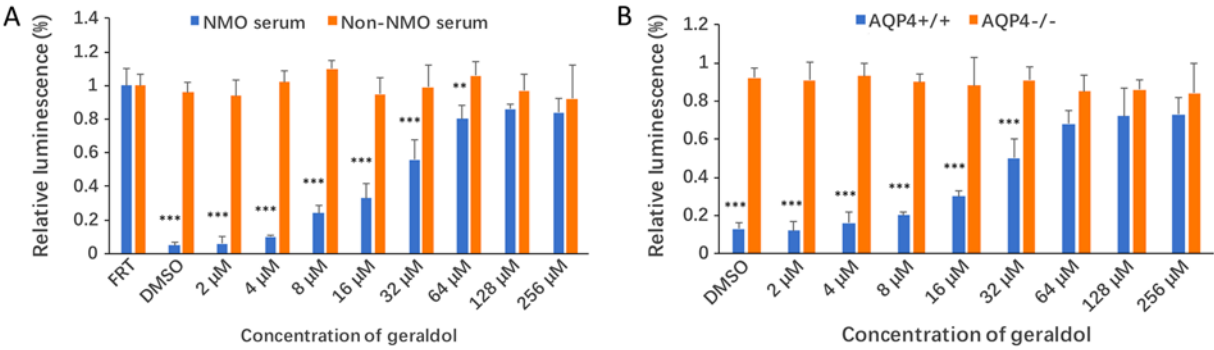 A
NMO serum
Non-NMO serum
Relative luminescence (%)
1.4
1.2
1
0.8
0.6
0.4
0.2
0
***
***
***
***
***
***
**
FRT
DMSO
2 μM
4 μM
8 μM
16 μM
32 μM
64 μM
128 μM
256 μM
Concentration of geraldol
B
AQP4+/+
AQP4-/-
Relative luminescence (%)
1.2
1
0.8
0.6
0.4
0.2
0
***
***
***
***
***
***
DMSO
2 μM
4 μM
8 μM
16 μM
32 μM
64 μM
128 μM
256 μM
Concentration of geraldol